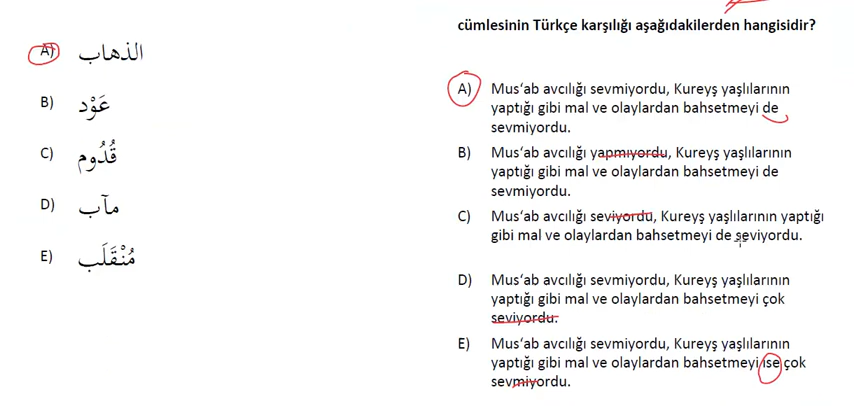 A) الذهاب
B) عَوْد
C) قُدُوم
D) مآب
E) مُنْقَلَب
cümlesinin Türkçe karşılığı aşağıdakilerden hangisidir?
A) Mus‘ab avcılığı sevmiyordu, Kureyş yaşlılarının
yaptığı gibi mal ve olaylardan bahsetmeyi de
sevmiyordu.
B) Mus‘ab avcılığı yapmıyordu, Kureyş yaşlılarının
yaptığı gibi mal ve olaylardan bahsetmeyi de
sevmiyordu.
C) Mus‘ab avcılığı seviyordu, Kureyş yaşlılarının yaptığı
gibi mal ve olaylardan bahsetmeyi de seviyordu.
D) Mus‘ab avcılığı sevmiyordu, Kureyş yaşlılarının
yaptığı gibi mal ve olaylardan bahsetmeyi çok
seviyordu.
E) Mus‘ab avcılığı sevmiyordu, Kureyş yaşlılarının
yaptığı gibi mal ve olaylardan bahsetmeyi ise çok
sevmiyordu.